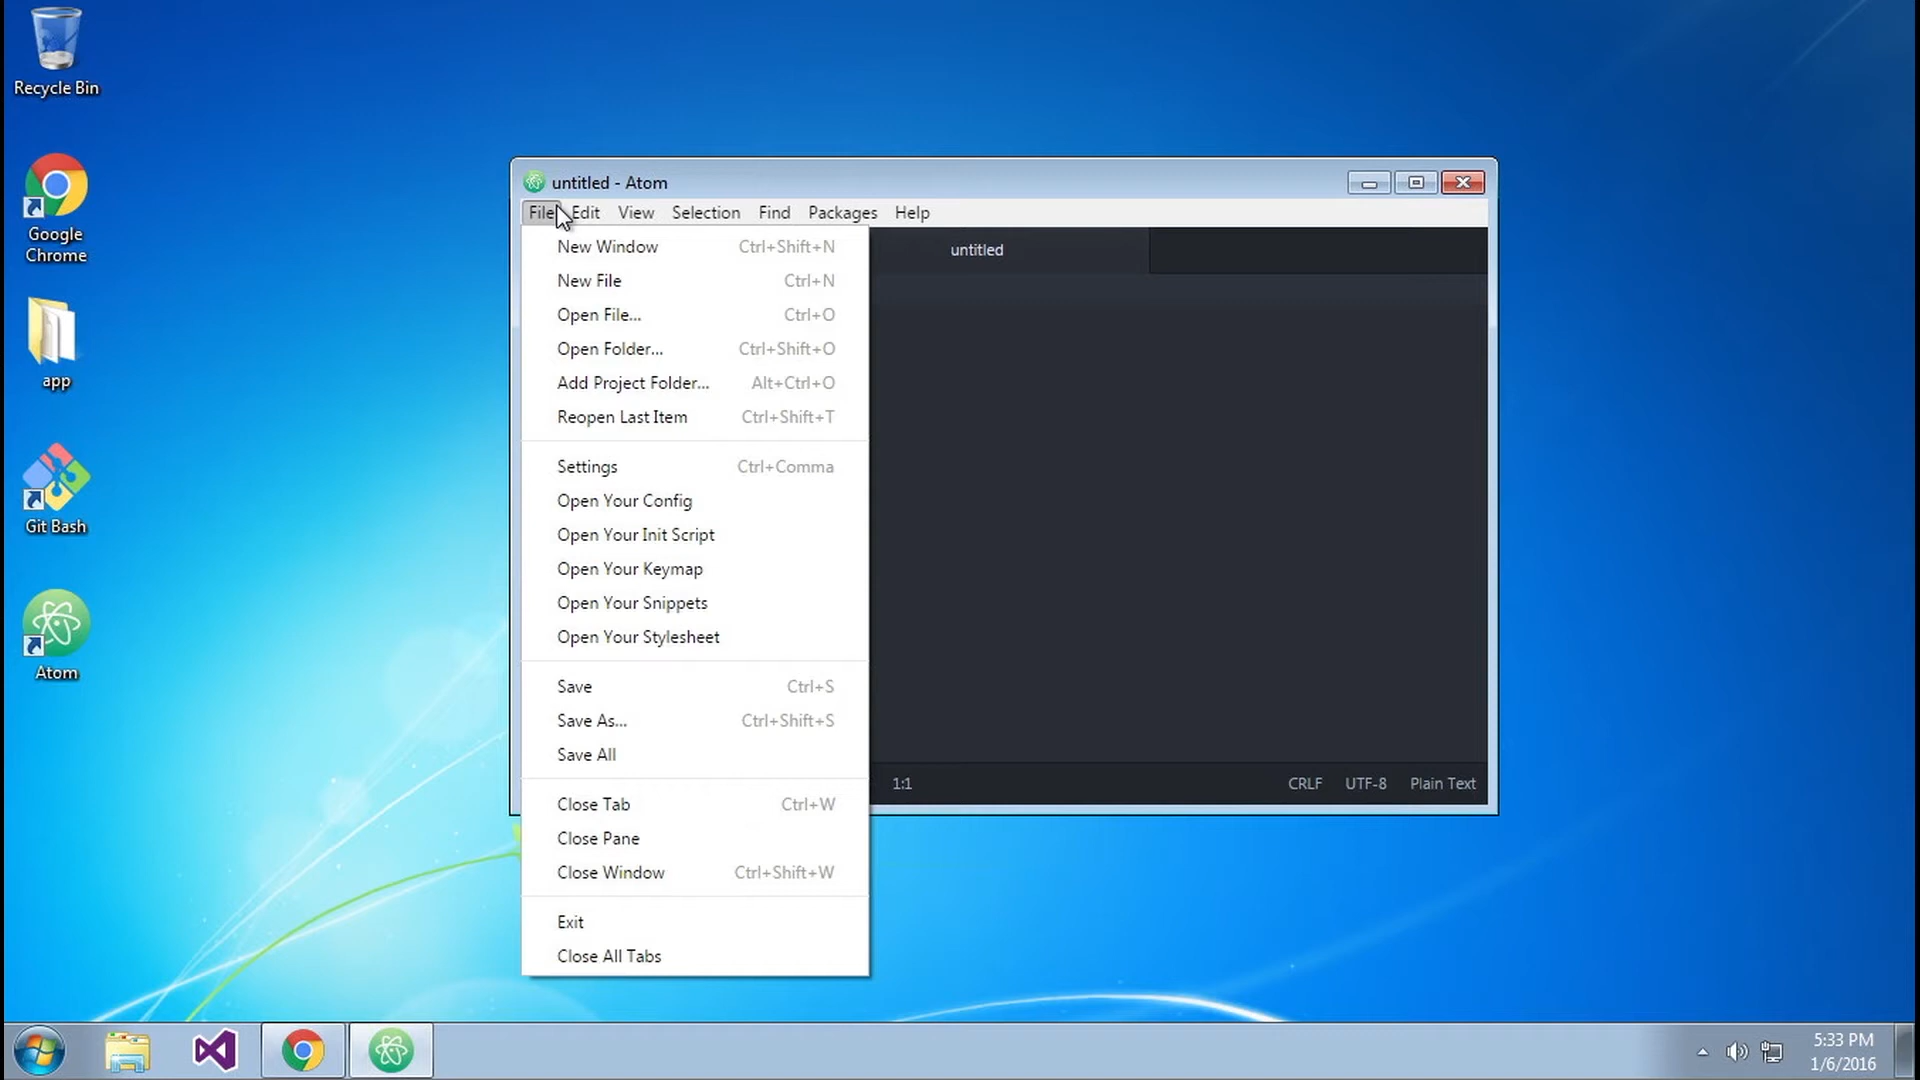 Recycle Bin
Google
Chrome
app
Git Bash
Atom
untitled - Atom
File Edit View Selection Find Packages Help
untitled
New Window Ctrl+Shift+N
New File Ctrl+N
Open File... Ctrl+O
Open Folder... Ctrl+Shift+O
Add Project Folder... Alt+Ctrl+O
Reopen Last Item Ctrl+Shift+T
Settings Ctrl+Comma
Open Your Config
Open Your Init Script
Open Your Keymap
Open Your Snippets
Open Your Stylesheet
Save Ctrl+S
Save As... Ctrl+Shift+S
Save All
Close Tab Ctrl+W
Close Pane
Close Window Ctrl+Shift+W
Exit
Close All Tabs
1:1 CRLF UTF-8 Plain Text
5:33 PM
1/6/2016